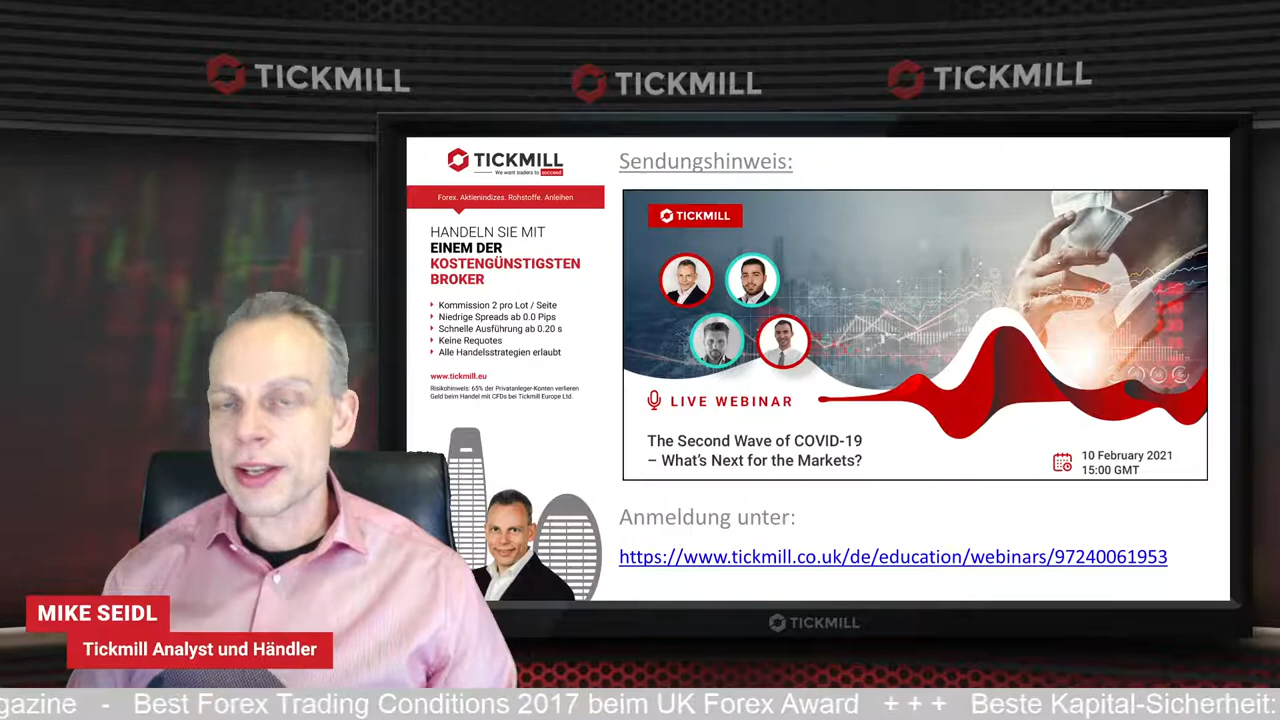 TICKMILL
TICKMILL
TICKMILL
TICKMILL
We want traders to succeed
Forex. Aktienindizes. Rohstoffe. Anleihen
HANDELN SIE MIT
EINEM DER
KOSTENGÜNSTIGSTEN
BROKER
Kommission 2 pro Lot / Seite
Niedrige Spreads ab 0.0 Pips
Schnelle Ausführung ab 0.20 s
Keine Requotes
Alle Handelsstrategien erlaubt
www.tickmill.eu
Risikohinweis: 65% der Privatanleger-Konten verlieren
Geld beim Handel mit CFDs bei Tickmill Europe Ltd.
Sendungshinweis:
TICKMILL
LIVE WEBINAR
The Second Wave of COVID-19
– What's Next for the Markets?
10 February 2021
15:00 GMT
Anmeldung unter:
https://www.tickmill.co.uk/de/education/webinars/97240061953
TICKMILL
MIKE SEIDL
Tickmill Analyst und Händler
gazine - Best Forex Trading Conditions 2017 beim UK Forex Award + + + Beste Kapital-Sicherheit: